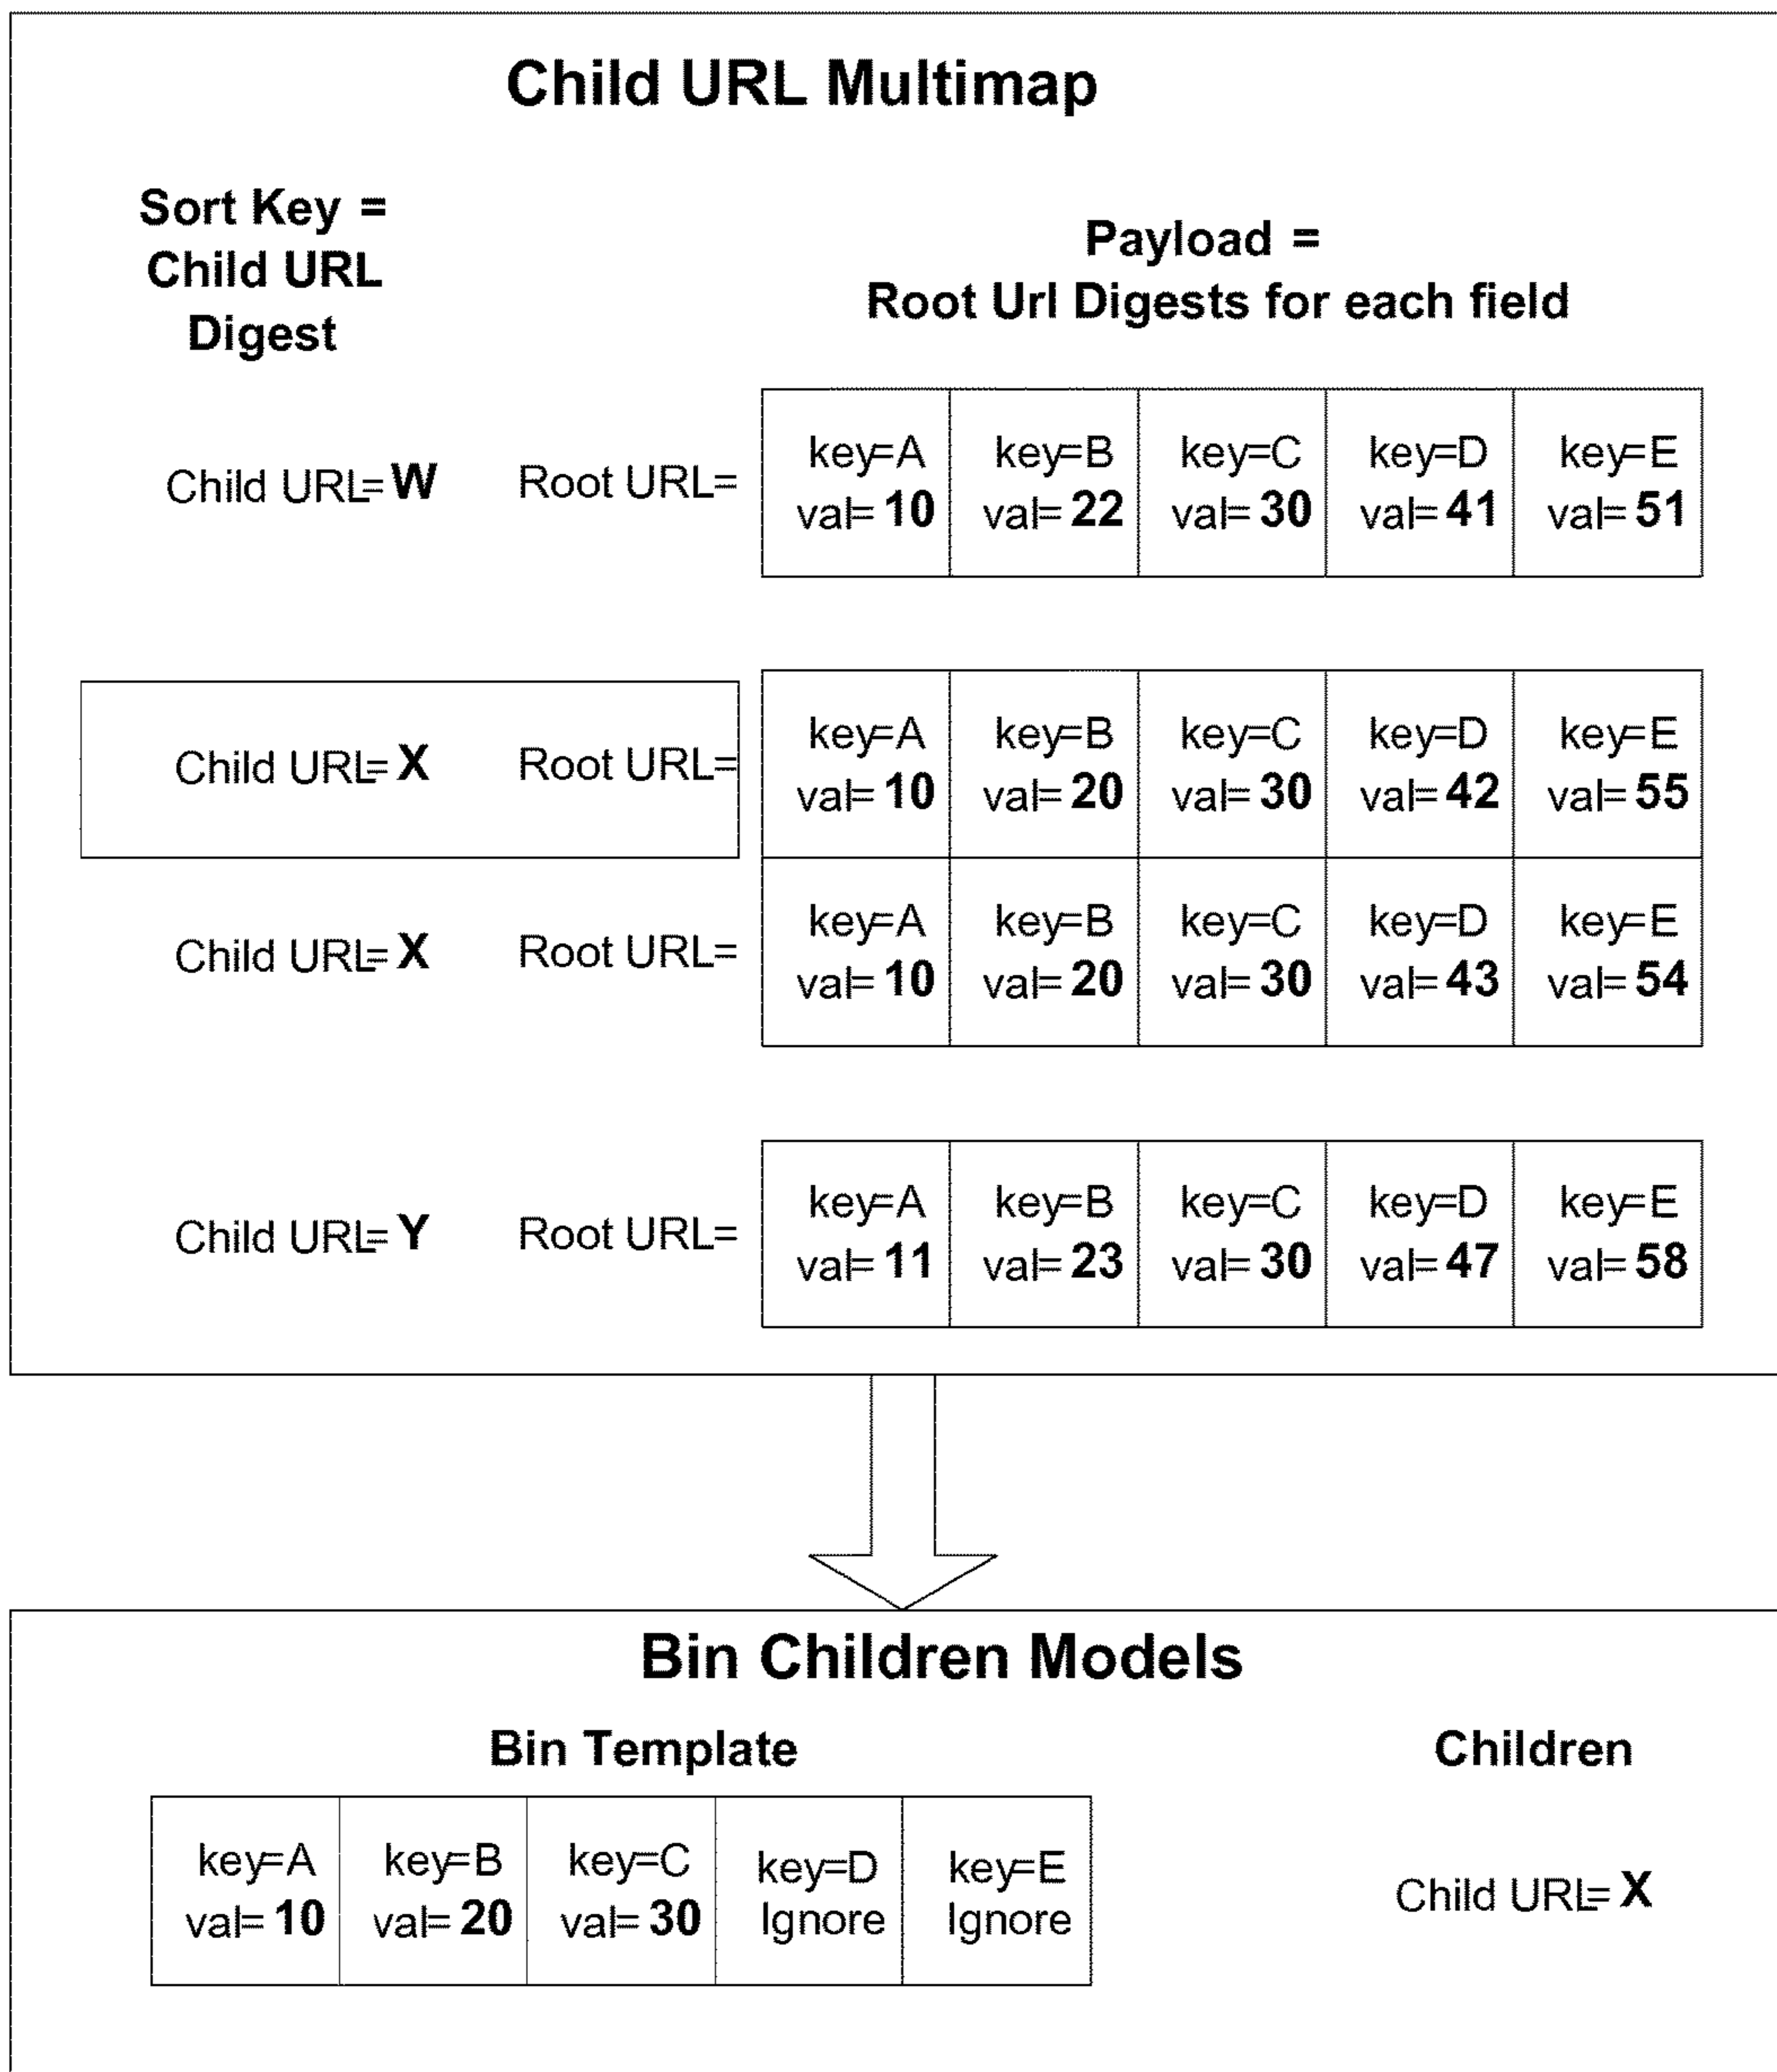 Child URL Multimap
Sort Key =
Child URL
Digest
Payload =
Root Url Digests for each field
Child URL= W Root URL=
key=A key=B key=C key=D key=E
val= 10 val= 22 val= 30 val= 41 val= 51
Child URL= X Root URL=
key=A key=B key=C key=D key=E
val= 10 val= 20 val= 30 val= 42 val= 55
Child URL= X Root URL=
key=A key=B key=C key=D key=E
val= 10 val= 20 val= 30 val= 43 val= 54
Child URL= Y Root URL=
key=A key=B key=C key=D key=E
val= 11 val= 23 val= 30 val= 47 val= 58
Bin Children Models
Bin Template
Children
key=A key=B key=C key=D key=E
val= 10 val= 20 val= 30 Ignore Ignore
Child URL= X